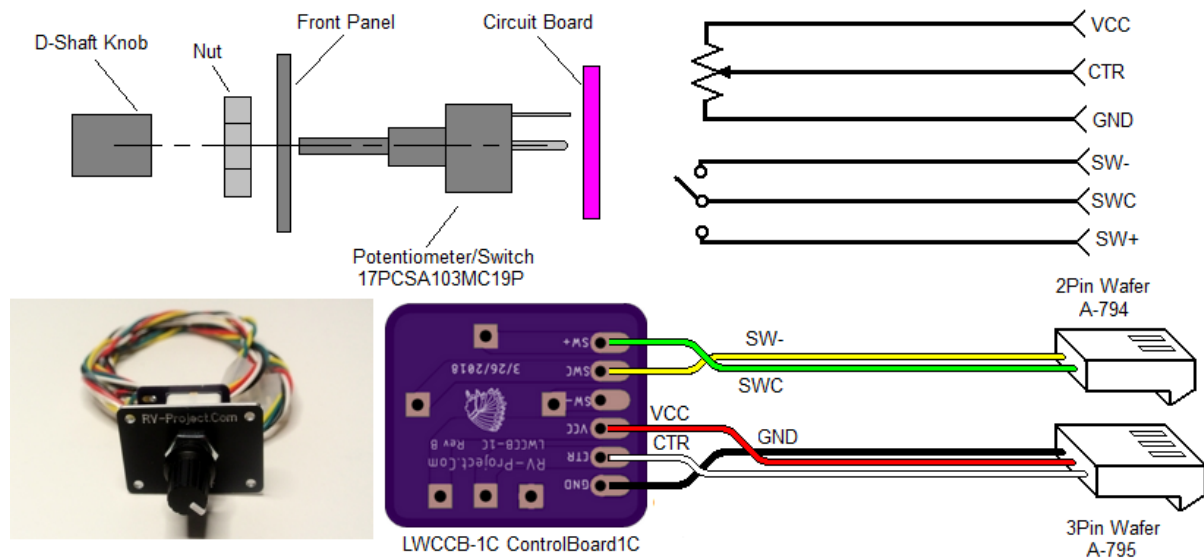 D-Shaft Knob
Nut
Front Panel
Circuit Board
Potentiometer/Switch
17PCSA103MC19P
VCC
CTR
GND
SW-
SWC
SW+
RV-Project.Com
SW+
SWC
SW-
VCC
CTR
GND
3/26/2018
LWCCB-1C Rev B
RV-Project.Com
LWCCB-1C ControlBoard1C
SW-
SWC
VCC
CTR
GND
2Pin Wafer
A-794
3Pin Wafer
A-795